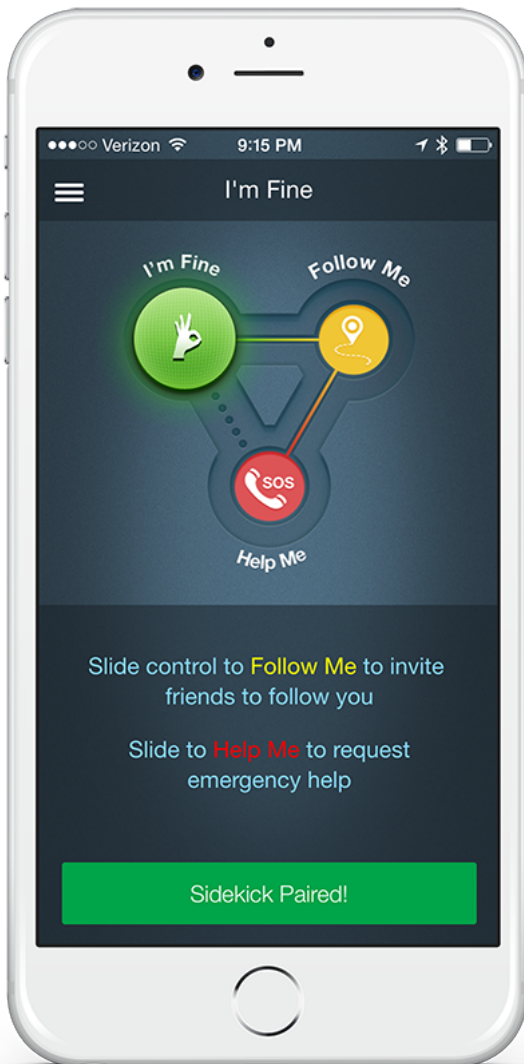 Verizon 9:15 PM
I'm Fine
I'm Fine
Follow Me
SOS
Help Me
Slide control to Follow Me to invite
friends to follow you
Slide to Help Me to request
emergency help
Sidekick Paired!